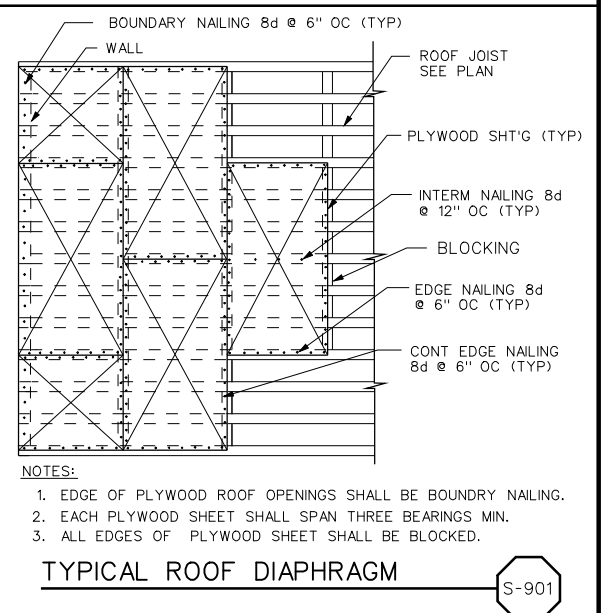 BOUNDARY NAILING 8d @ 6" OC (TYP)
WALL
ROOF JOIST
SEE PLAN
PLYWOOD SHT'G (TYP)
INTERM NAILING 8d
@ 12" OC (TYP)
BLOCKING
EDGE NAILING 8d
@ 6" OC (TYP)
CONT EDGE NAILING
8d @ 6" OC (TYP)
NOTES:
1. EDGE OF PLYWOOD ROOF OPENINGS SHALL BE BOUNDRY NAILING.
2. EACH PLYWOOD SHEET SHALL SPAN THREE BEARINGS MIN.
3. ALL EDGES OF PLYWOOD SHEET SHALL BE BLOCKED.
TYPICAL ROOF DIAPHRAGM
S-901